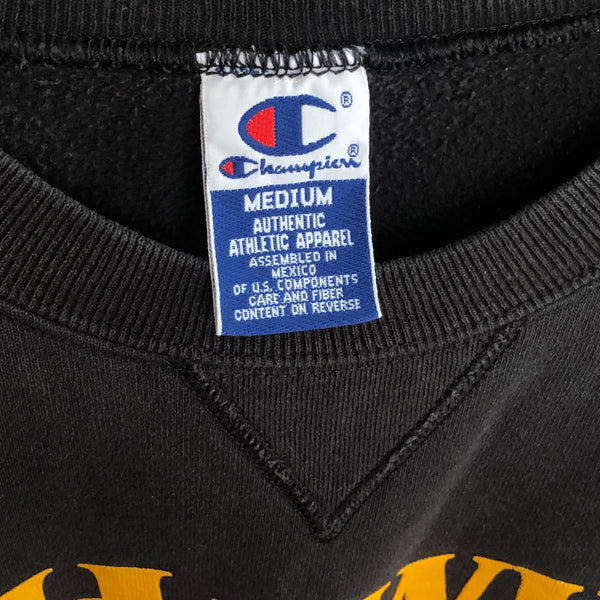 ®
Champion®
MEDIUM
AUTHENTIC
ATHLETIC APPAREL
ASSEMBLED IN
MEXICO
OF U.S. COMPONENTS
CARE AND FIBER
CONTENT ON REVERSE